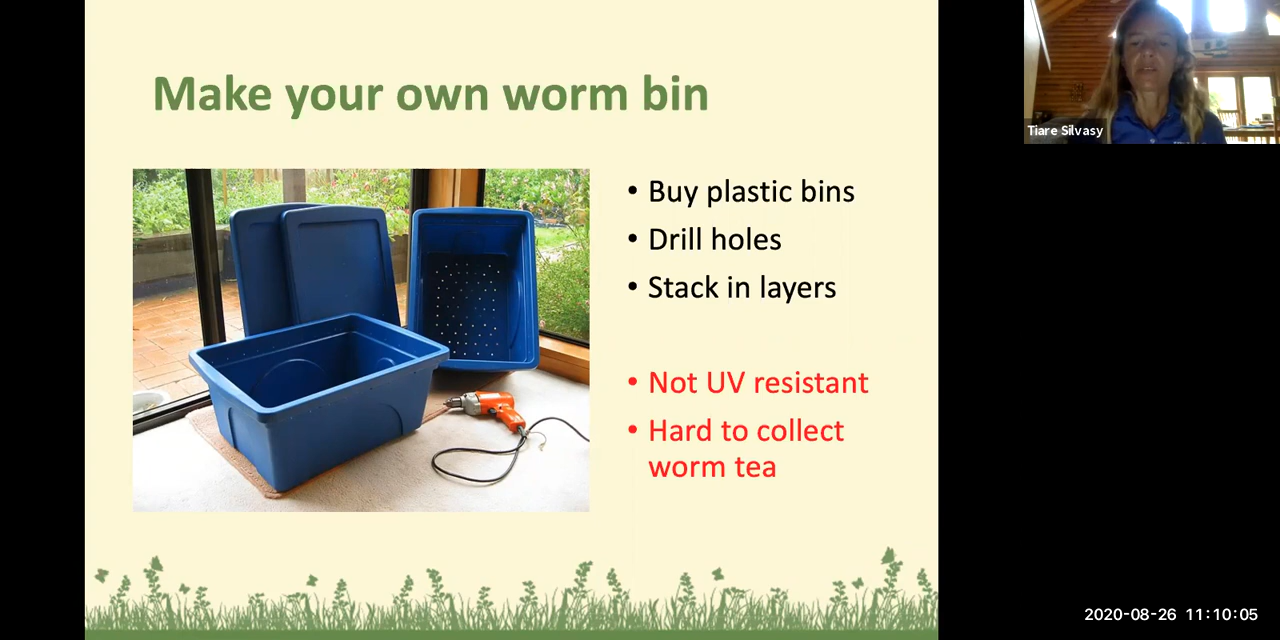 Make your own worm bin
• Buy plastic bins
• Drill holes
• Stack in layers
• Not UV resistant
• Hard to collect
worm tea
Tiare Silvasy
2020-08-26 11:10:05